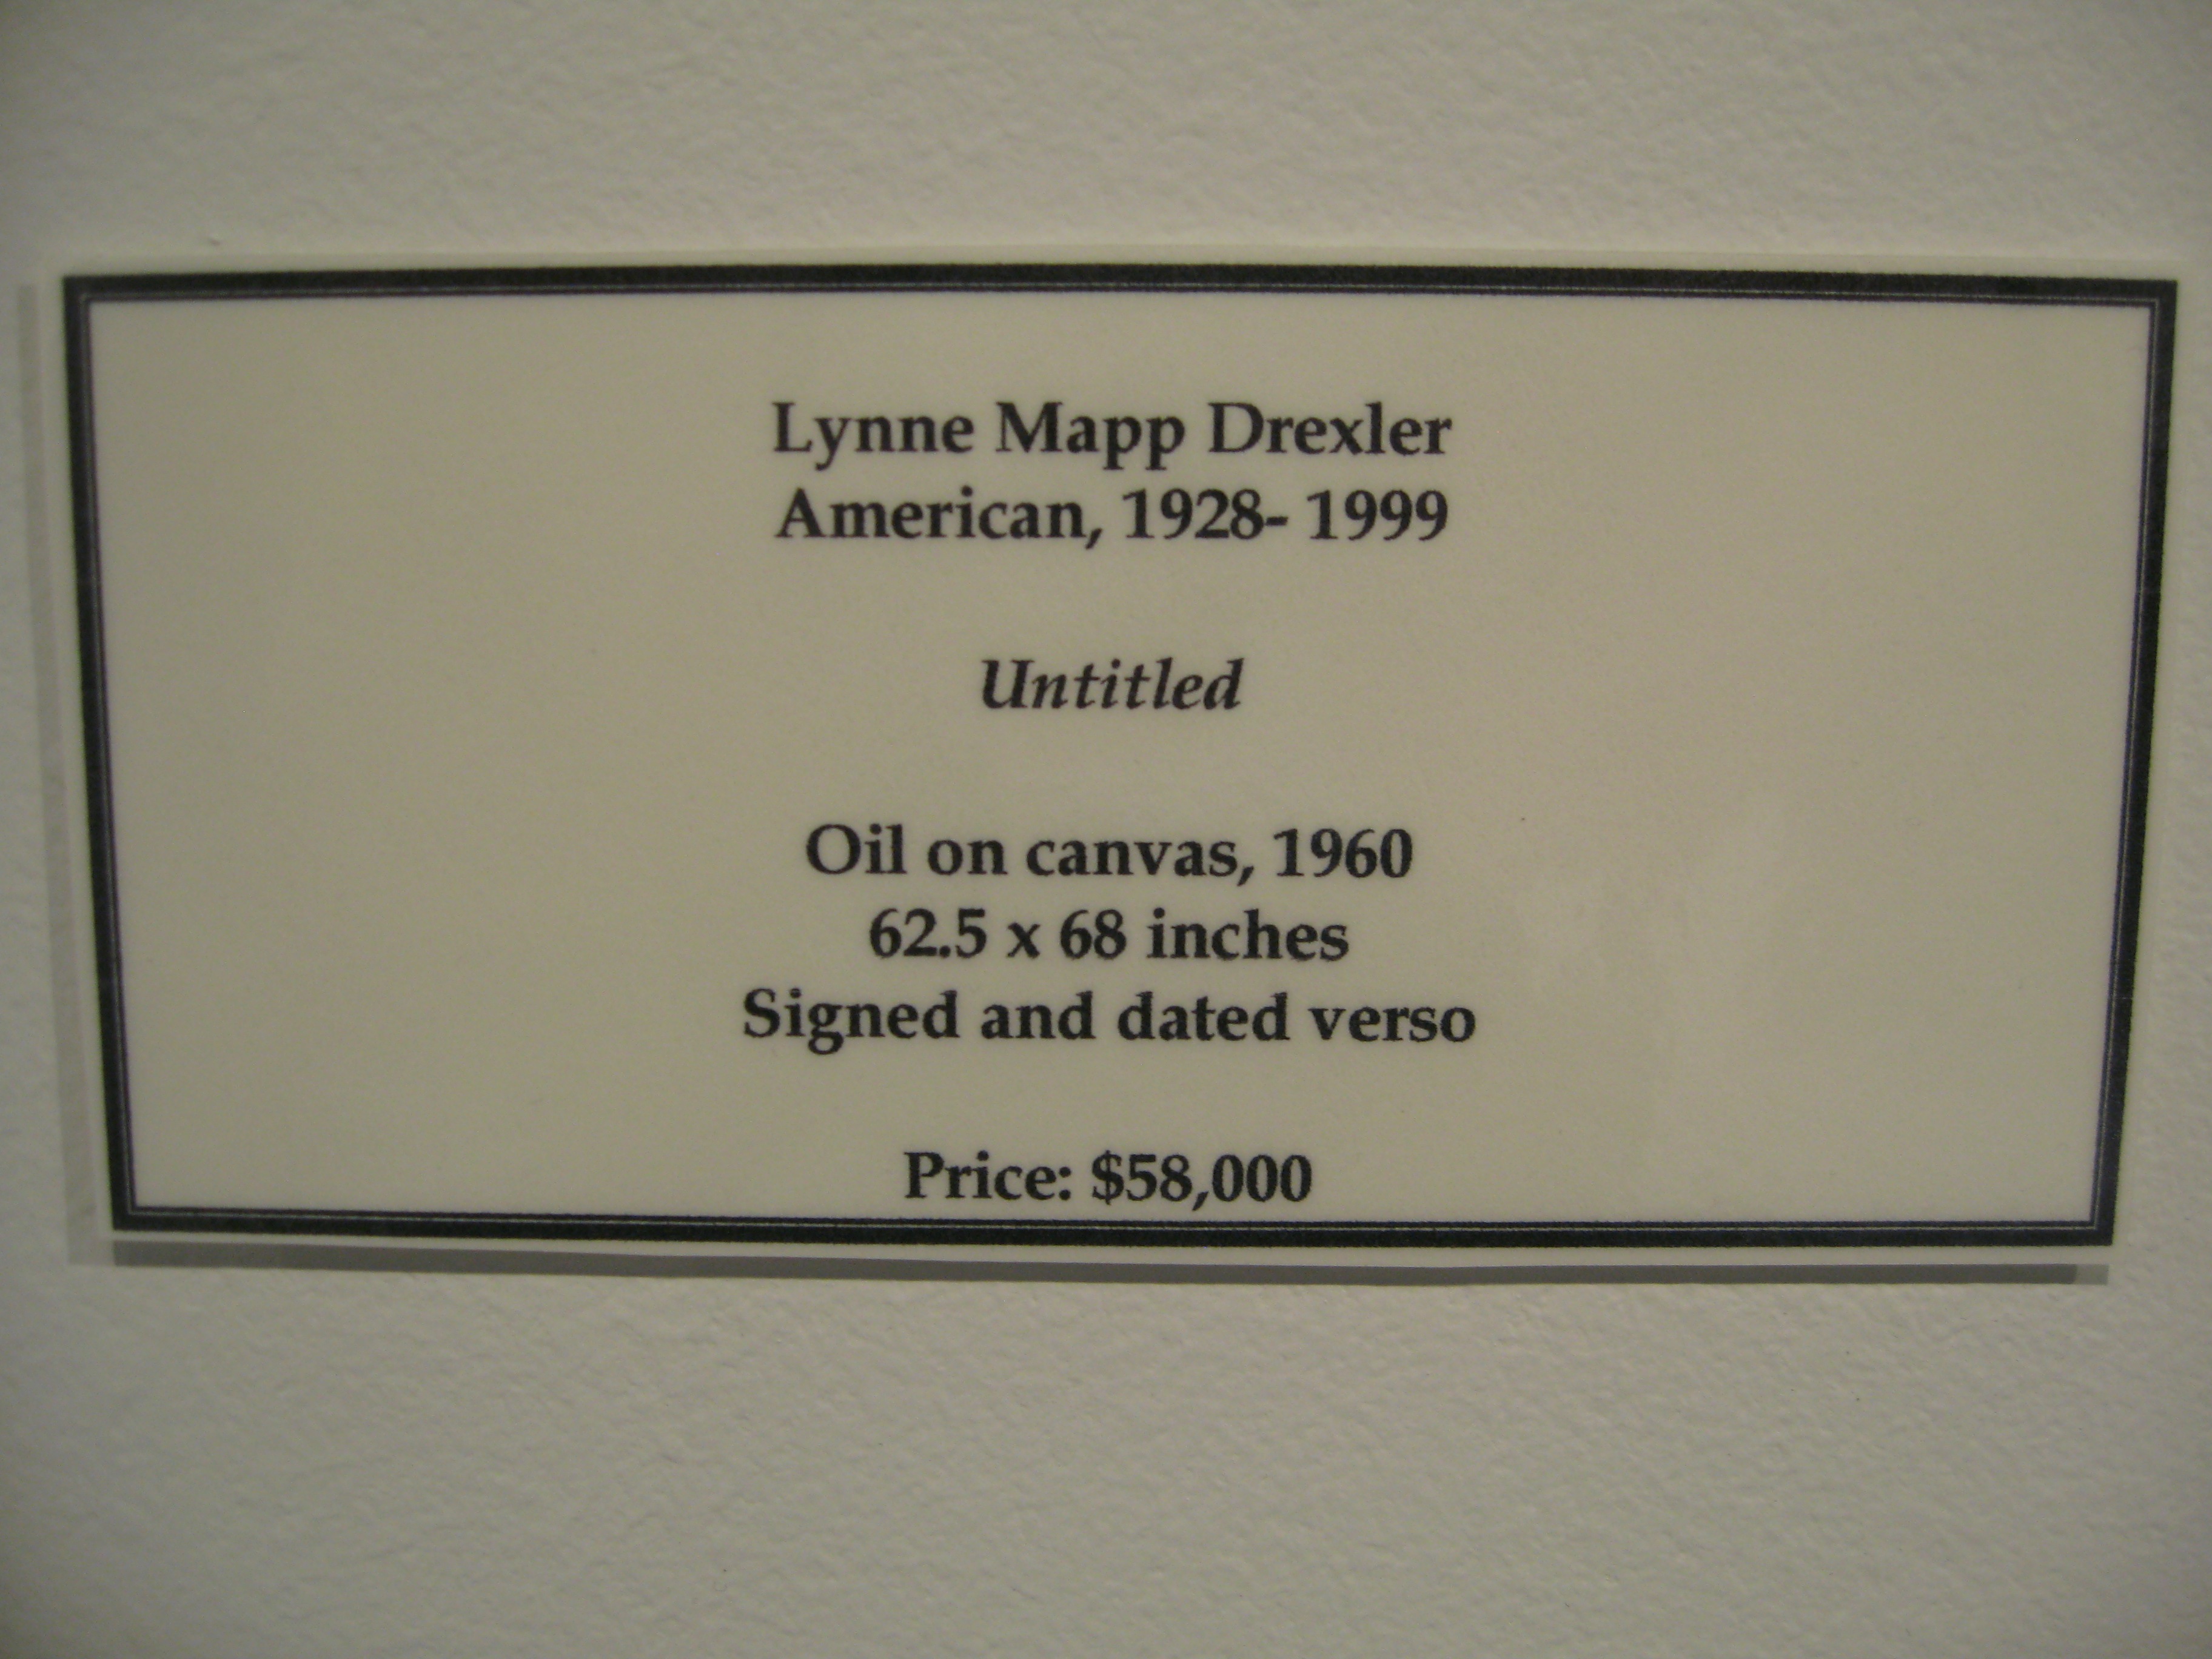 Lynne Mapp Drexler
American, 1928- 1999
Untitled
Oil on canvas, 1960
62.5 x 68 inches
Signed and dated verso
Price: $58,000